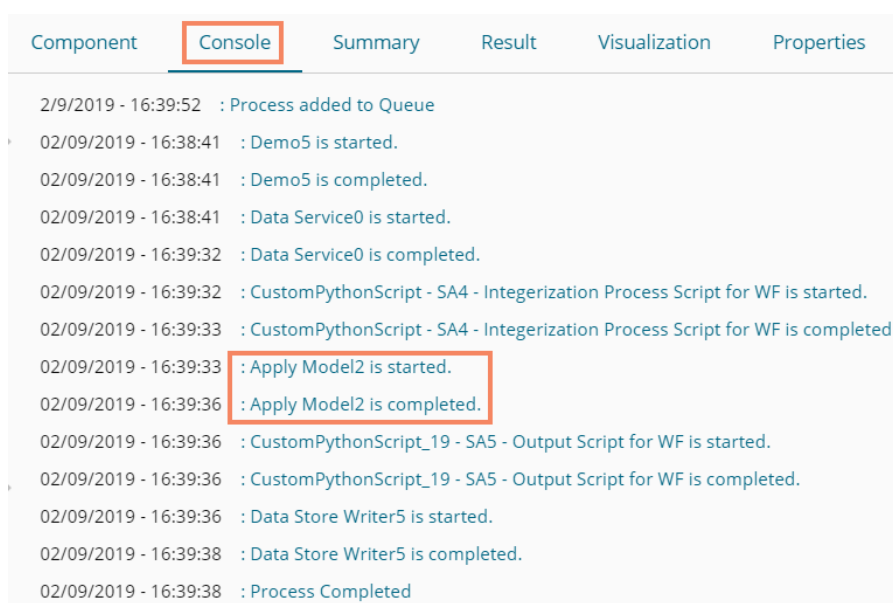 Component Console Summary Result Visualization Properties
2/9/2019 - 16:39:52 : Process added to Queue
02/09/2019 - 16:38:41 : Demo5 is started.
02/09/2019 - 16:38:41 : Demo5 is completed.
02/09/2019 - 16:38:41 : Data Service0 is started.
02/09/2019 - 16:39:32 : Data Service0 is completed.
02/09/2019 - 16:39:32 : CustomPythonScript - SA4 - Integerization Process Script for WF is started.
02/09/2019 - 16:39:33 : CustomPythonScript - SA4 - Integerization Process Script for WF is completed
02/09/2019 - 16:39:33 : Apply Model2 is started.
02/09/2019 - 16:39:36 : Apply Model2 is completed.
02/09/2019 - 16:39:36 : CustomPythonScript_19 - SA5 - Output Script for WF is started.
02/09/2019 - 16:39:36 : CustomPythonScript_19 - SA5 - Output Script for WF is completed.
02/09/2019 - 16:39:36 : Data Store Writer5 is started.
02/09/2019 - 16:39:38 : Data Store Writer5 is completed.
02/09/2019 - 16:39:38 : Process Completed